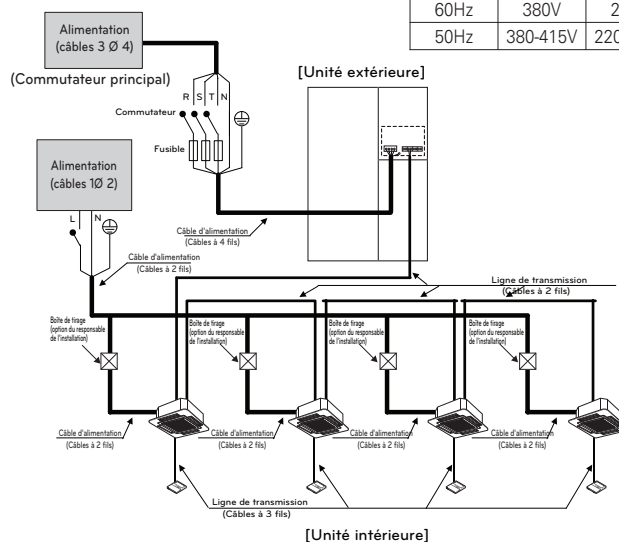 60Hz 380V
50Hz 380-415V
Alimentation
(câbles 3 Ø 4)
(Commutateur principal)
[Unité extérieure]
R S T N
Commutateur
Fusible
Alimentation
(câbles 1Ø 2)
L N
Câble d'alimentation
(Câbles à 4 fils)
Câble d'alimentation
(Câbles à 2 fils)
Ligne de transmission
(Câbles à 2 fils)
Boîte de tirage
(option du responsable
de l'installation)
Boîte de tirage
(option du responsable
de l'installation)
Boîte de tirage
(option du responsable
de l'installation)
Boîte de tirage
(option du responsable
de l'installation)
Câble d'alimentation
(Câbles à 2 fils)
Câble d'alimentation
(Câbles à 2 fils)
Câble d'alimentation
(Câbles à 2 fils)
Câble d'alimentation
(Câbles à 2 fils)
Ligne de transmission
(Câbles à 3 fils)
[Unité intérieure]